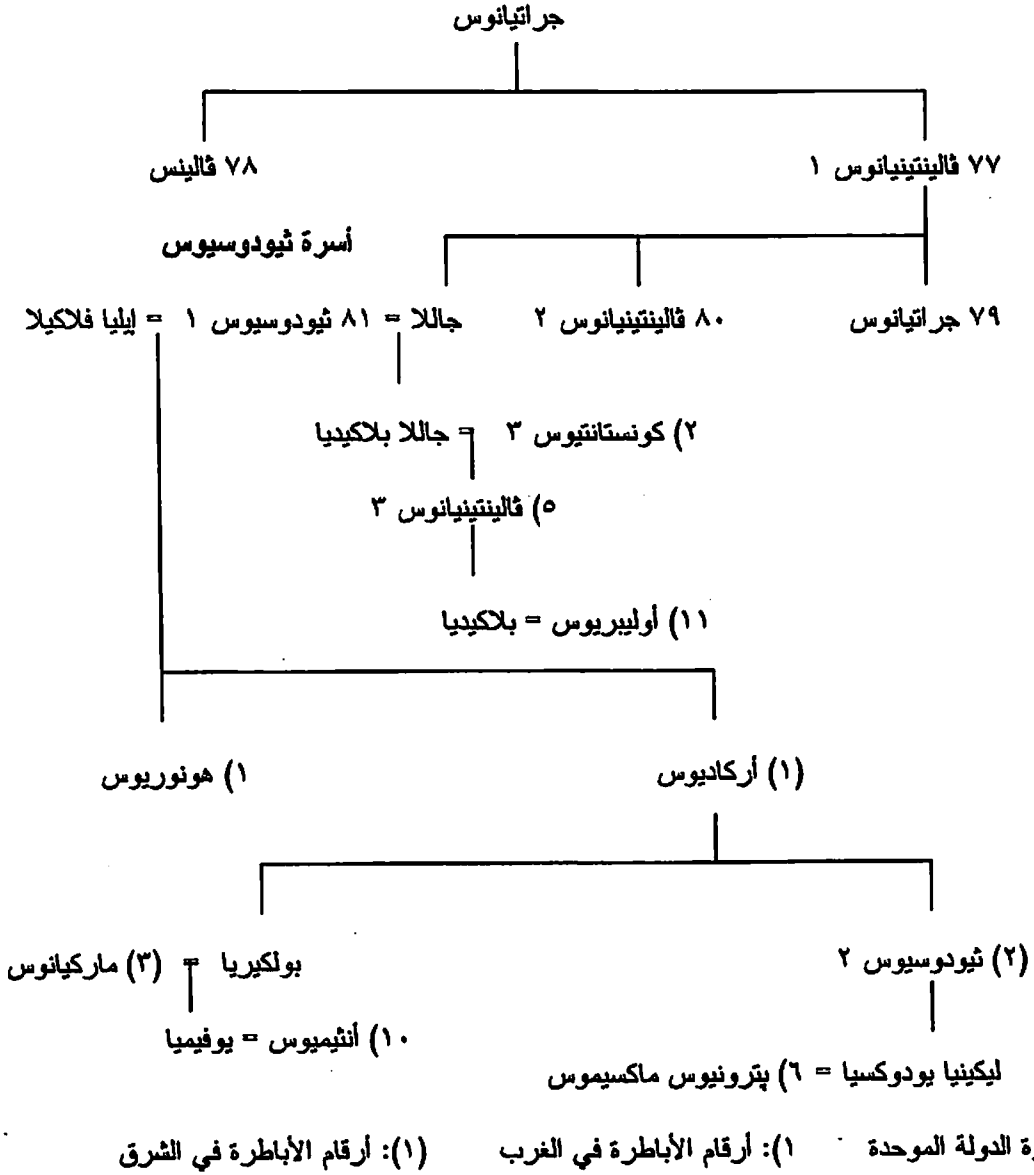 جراتيانوس
٧٧ ڤالينتينيانوس ١ ٧٨ ڤالينس
أسرة ثيودوسيوس
٧٩ جراتيانوس ٨٠ ڤالينتينيانوس ٢ جاللا = ٨١ ثيودوسيوس ١ = إيليا فلاكيلا
٢) كونستانتيوس ٣ = جاللا بلاكيديا
٥) ڤالينتينيانوس ٣
١١) أوليبريوس = بلاكيديا
(١) أركاديوس ١) هونوريوس
(٢) ثيودوسيوس ٢ بولكيريا = (٣) ماركيانوس
١٠) أنثيميوس = يوفيميا
ليكينيا يودوكسيا = ٦) پترونيوس ماكسيموس
ة الدولة الموحدة ١): أرقام الأباطرة في الغرب (١): أرقام الأباطرة في الشرق